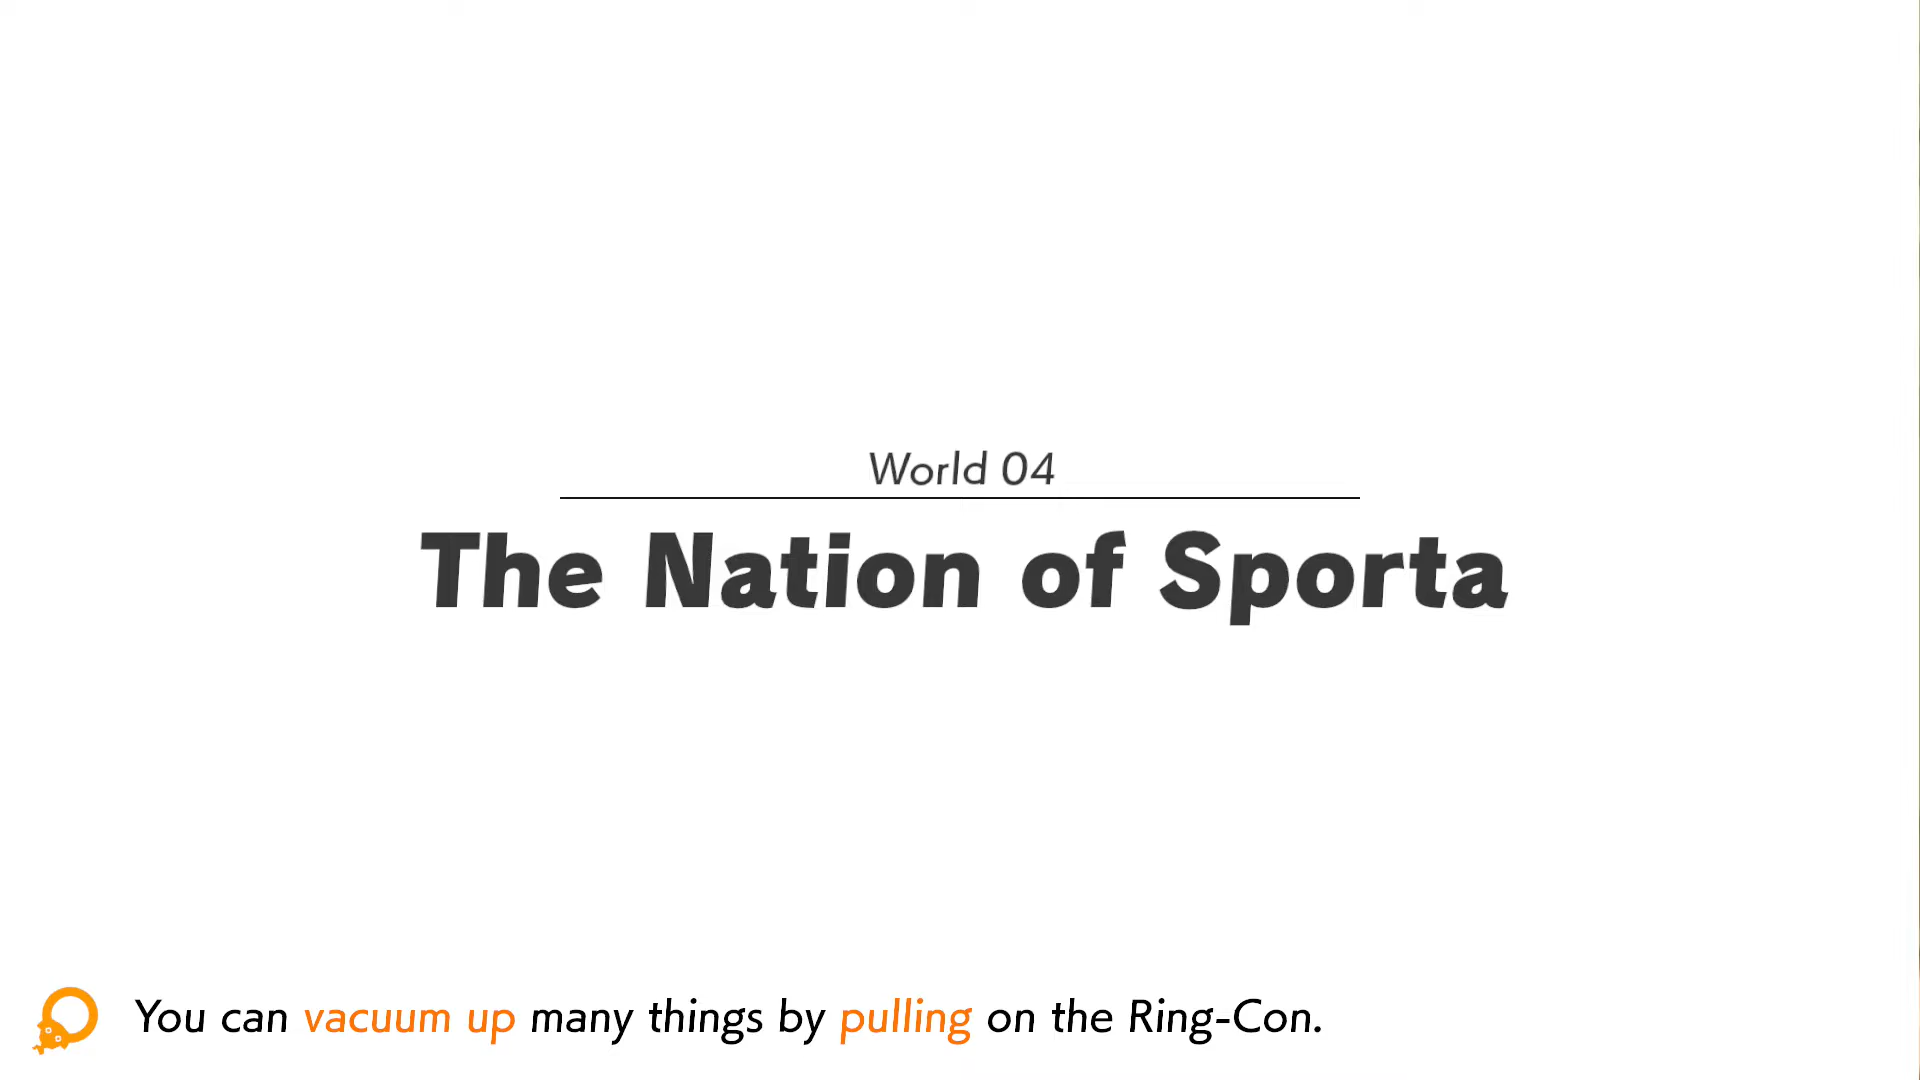 World 04
The Nation of Sporta
You can vacuum up many things by pulling on the Ring-Con.